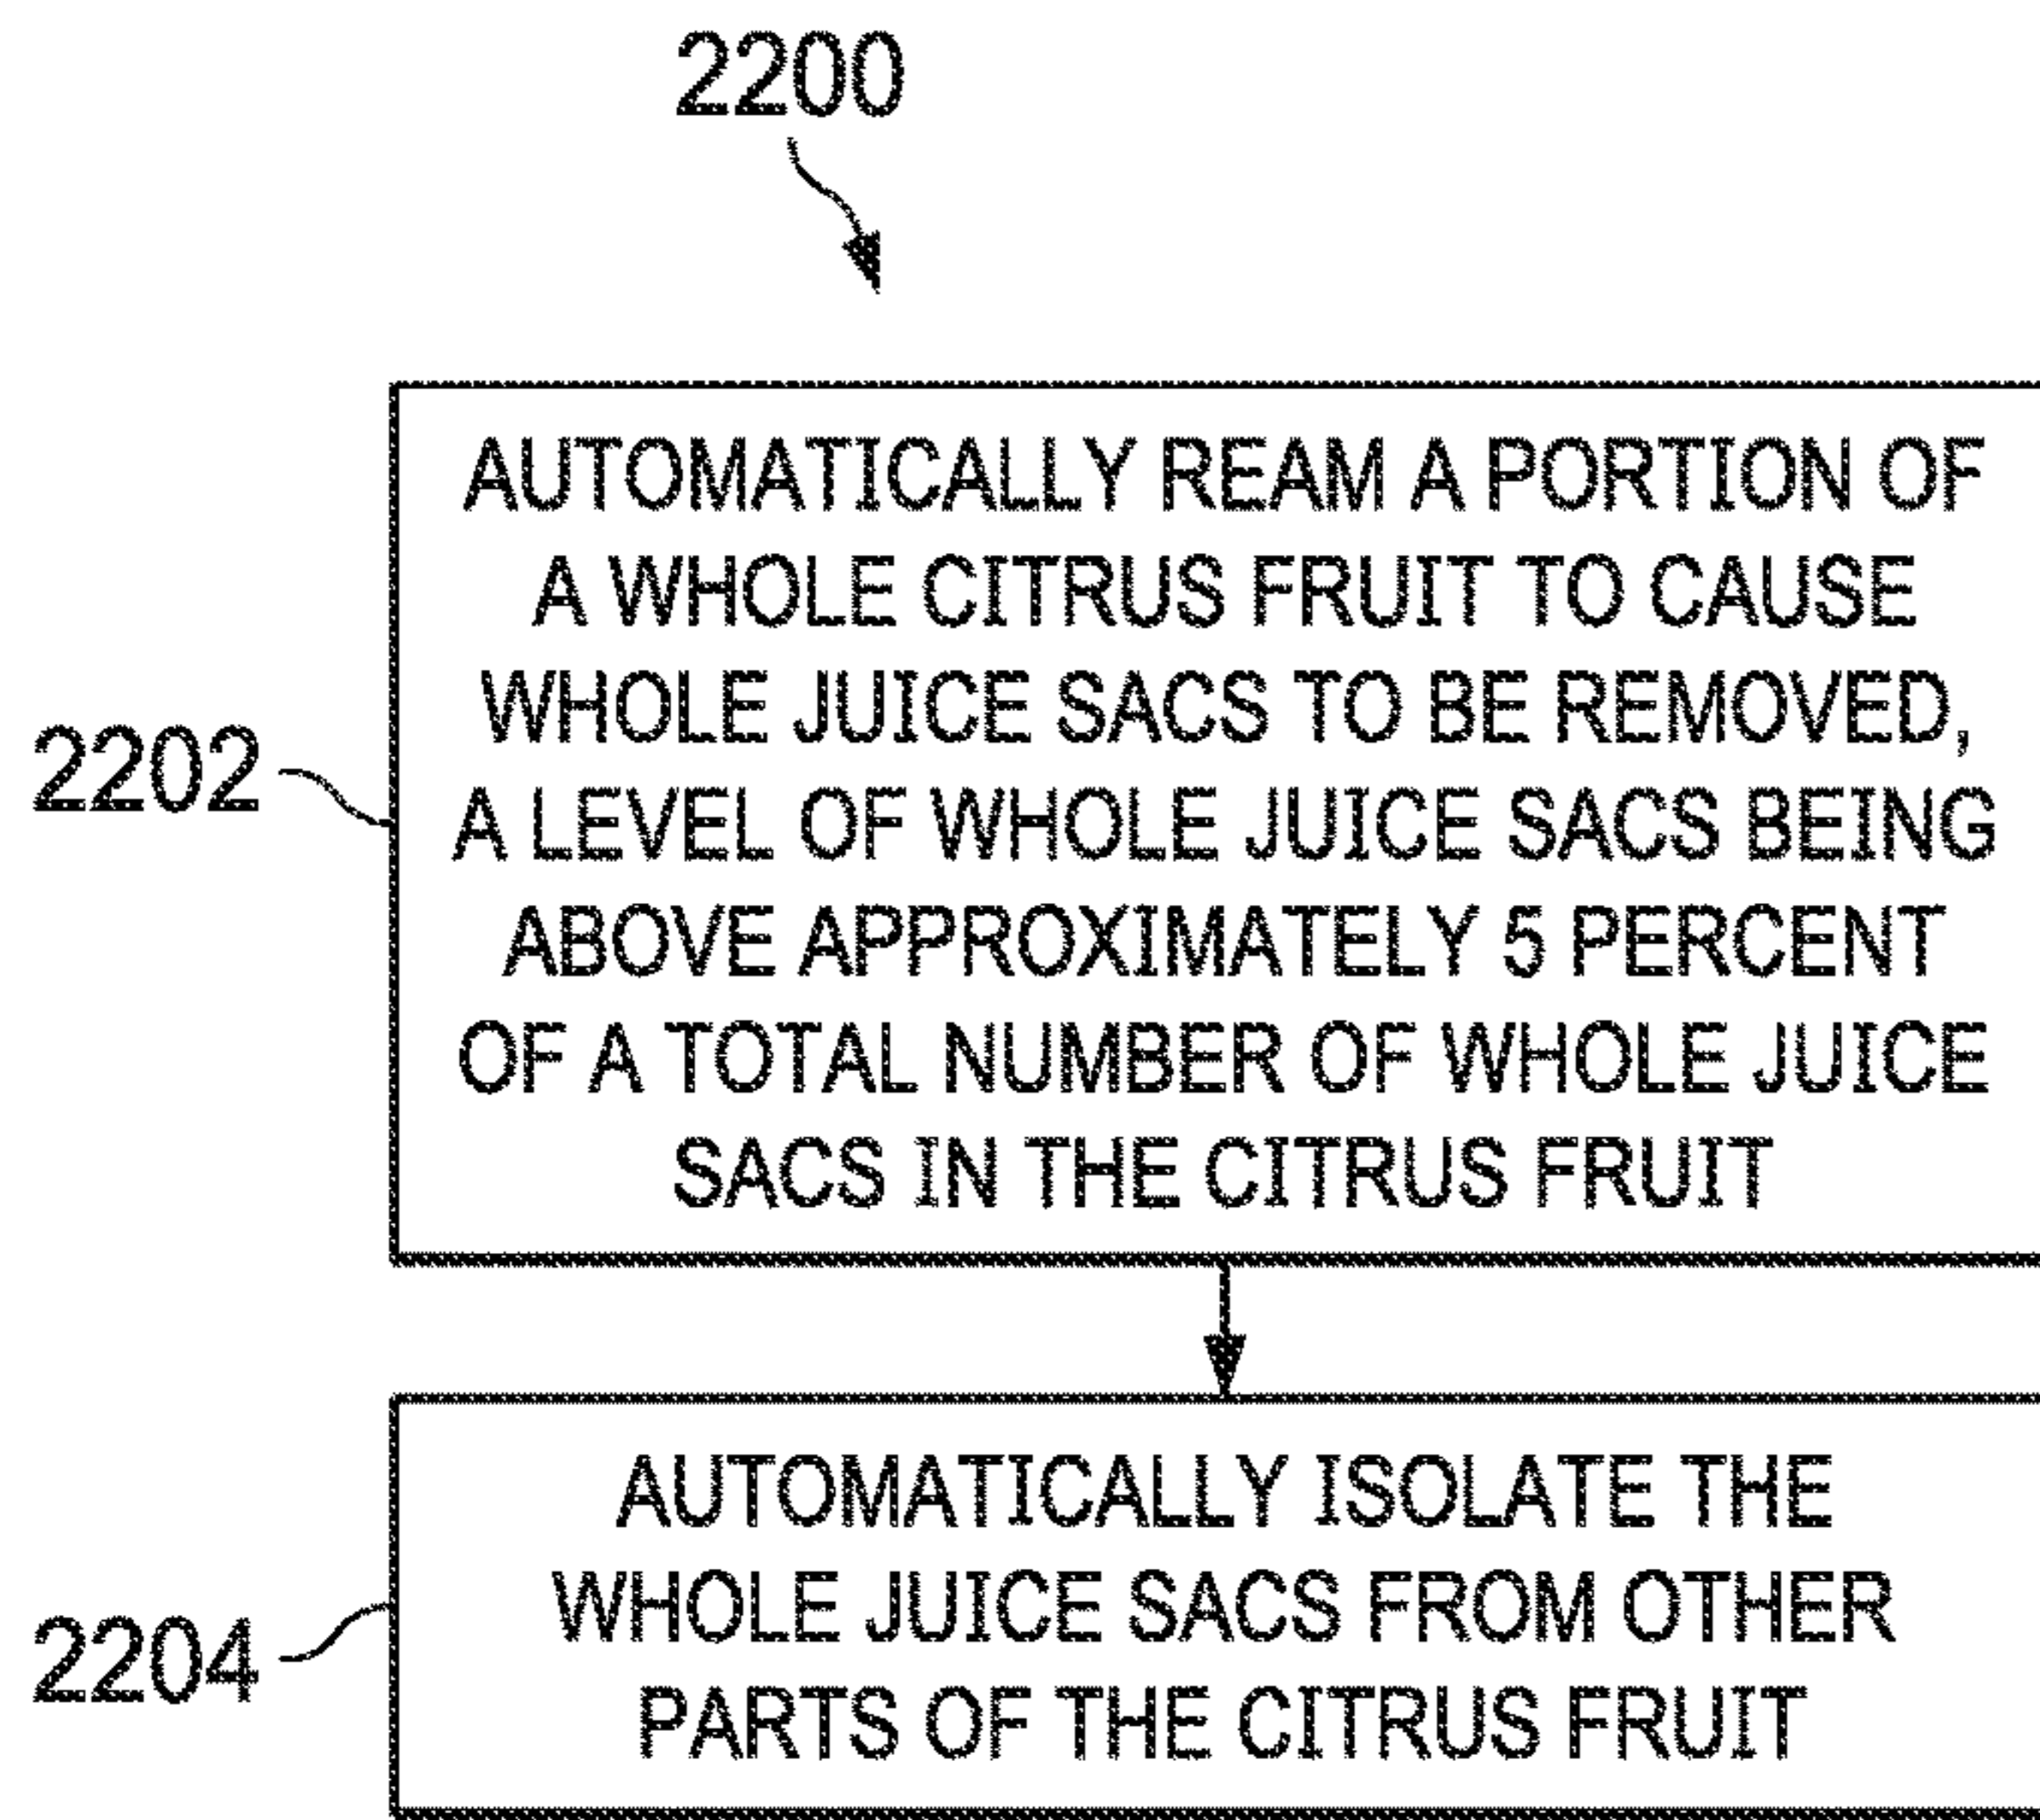 2200
AUTOMATICALLY REAM A PORTION OF
A WHOLE CITRUS FRUIT TO CAUSE
WHOLE JUICE SACS TO BE REMOVED,
2202
A LEVEL OF WHOLE JUICE SACS BEING
ABOVE APPROXIMATELY 5 PERCENT
OF A TOTAL NUMBER OF WHOLE JUICE
SACS IN THE CITRUS FRUIT
AUTOMATICALLY ISOLATE THE
WHOLE JUICE SACS FROM OTHER
2204
PARTS OF THE CITRUS FRUIT